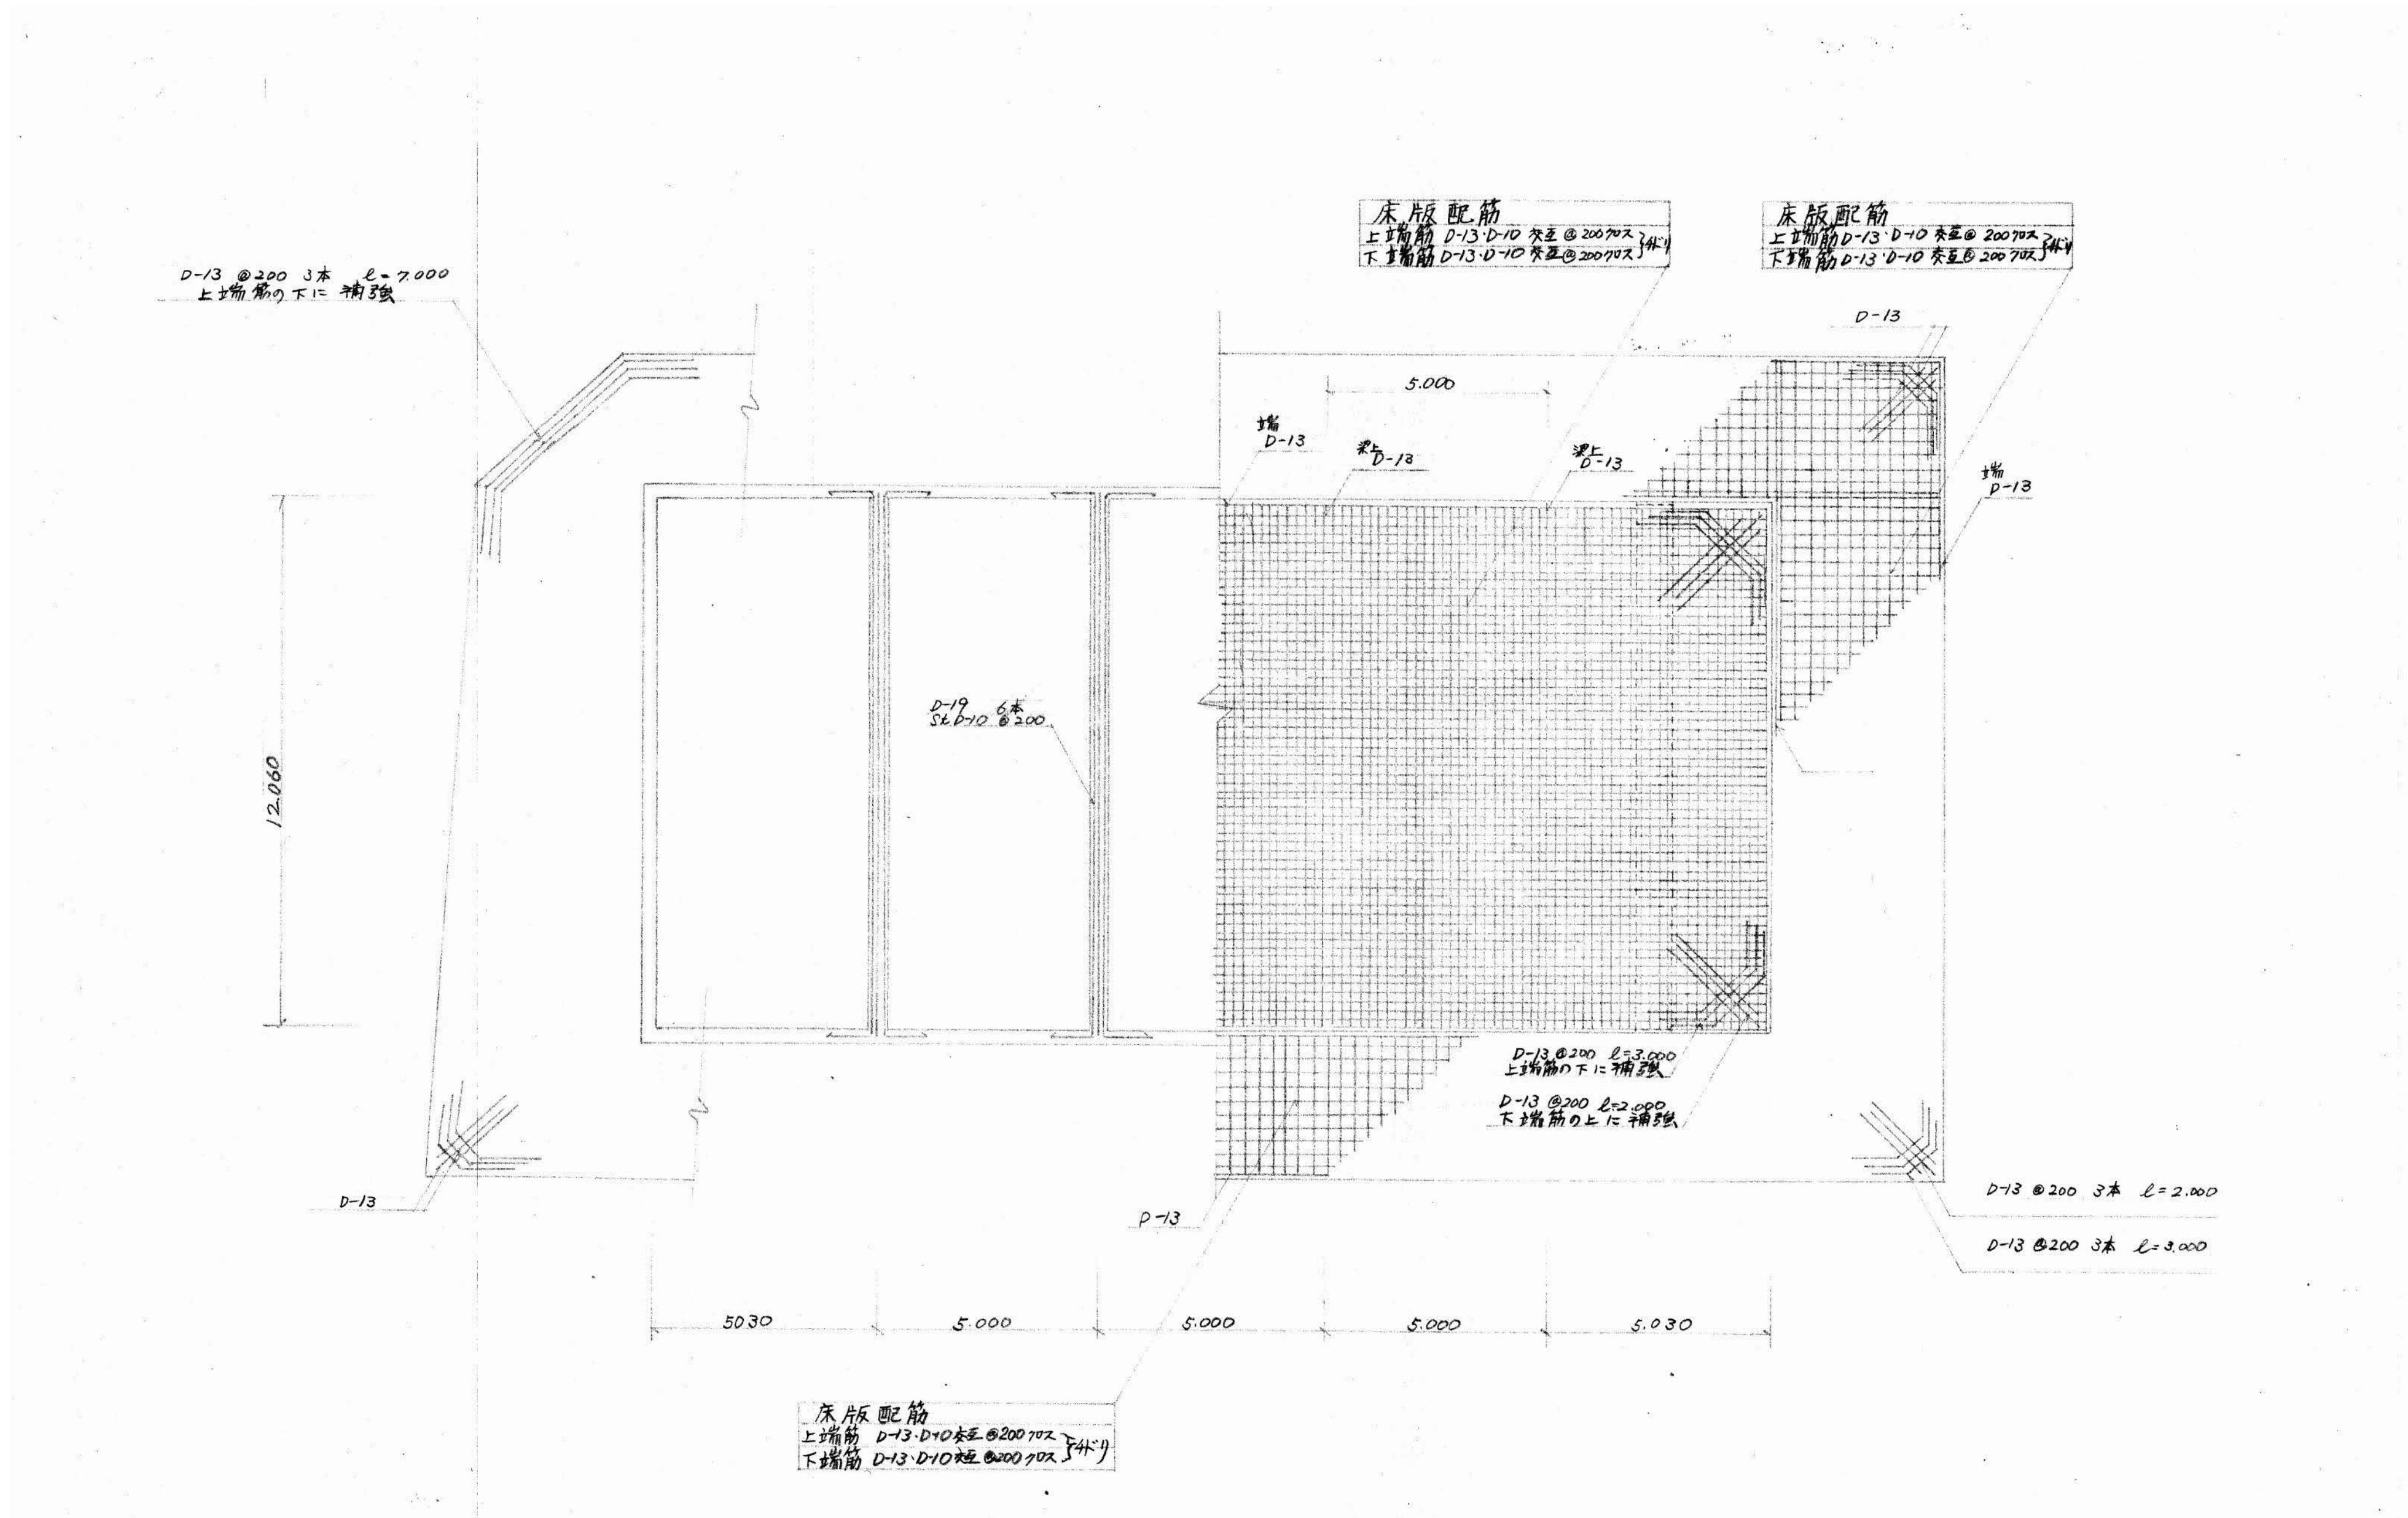 床版配筋
上端筋 D-13·D-10 交互 @200クロス }チドリ
下端筋 D-13·D-10 交互 @200クロス
床版配筋
上端筋 D-13·D-10 交互 @200クロス }チドリ
下端筋 D-13·D-10 交互 @200クロス
D-13 @200 3本 ℓ=7.000
上端筋の下に補強
D-13
5.000
端
D-13
梁上
D-13
梁上
D-13
端
D-13
D-19 6本
St D-10 @200
12.060
D-13 @200 ℓ=3.000
上端筋の下に補強
D-13 @200 ℓ=2.000
下端筋の上に補強
D-13
D-13
D-13 @200 3本 ℓ=2.000
D-13 @200 3本 ℓ=3.000
5030
5.000
5.000
5.000
5.030
床版配筋
上端筋 D-13·D-10 交互 @200クロス }チドリ
下端筋 D-13·D-10 交互 @200クロス